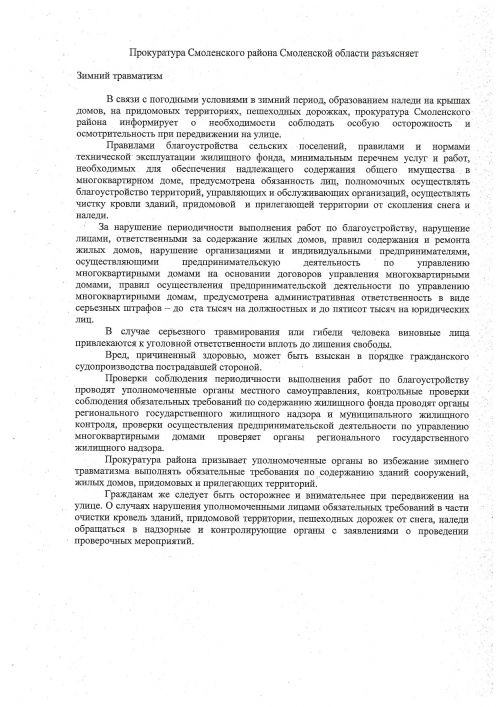 Прокуратура Смоленского района Смоленской области разъясняет
Зимний травматизм
В связи с погодными условиями в зимний период, образованием наледи на крышах
домов, на придомовых территориях, пешеходных дорожках, прокуратура Смоленского
района информирует о необходимости соблюдать особую осторожность и
осмотрительность при передвижении на улице.
Правилами благоустройства сельских поселений, правилами и нормами
технической эксплуатации жилищного фонда, минимальным перечнем услуг и работ,
необходимых для обеспечения надлежащего содержания общего имущества в
многоквартирном доме, предусмотрена обязанность лиц, полномочных осуществлять
благоустройство территорий, управляющих и обслуживающих организаций, осуществлять
чистку кровли зданий, придомовой и прилегающей территории от скопления снега и
наледи.
За нарушение периодичности выполнения работ по благоустройству, нарушение
лицами, ответственными за содержание жилых домов, правил содержания и ремонта
жилых домов, нарушение организациями и индивидуальными предпринимателями,
осуществляющими предпринимательскую деятельность по управлению
многоквартирными домами на основании договоров управления многоквартирными
домами, правил осуществления предпринимательской деятельности по управлению
многоквартирными домам, предусмотрена административная ответственность в виде
серьезных штрафов – до ста тысяч на должностных и до пятисот тысяч на юридических
лиц.
В случае серьезного травмирования или гибели человека виновные лица
привлекаются к уголовной ответственности вплоть до лишения свободы.
Вред, причиненный здоровью, может быть взыскан в порядке гражданского
судопроизводства пострадавшей стороной.
Проверки соблюдения периодичности выполнения работ по благоустройству
проводят уполномоченные органы местного самоуправления, контрольные проверки
соблюдения обязательных требований по содержанию жилищного фонда проводят органы
регионального государственного жилищного надзора и муниципального жилищного
контроля, проверки осуществления предпринимательской деятельности по управлению
многоквартирными домами проверяет органы регионального государственного
жилищного надзора.
Прокуратура района призывает уполномоченные органы во избежание зимнего
травматизма выполнять обязательные требования по содержанию зданий сооружений,
жилых домов, придомовых и прилегающих территорий.
Гражданам же следует быть осторожнее и внимательнее при передвижении на
улице. О случаях нарушения уполномоченными лицами обязательных требований в части
очистки кровель зданий, придомовой территории, пешеходных дорожек от снега, наледи
обращаться в надзорные и контролирующие органы с заявлениями о проведении
проверочных мероприятий.